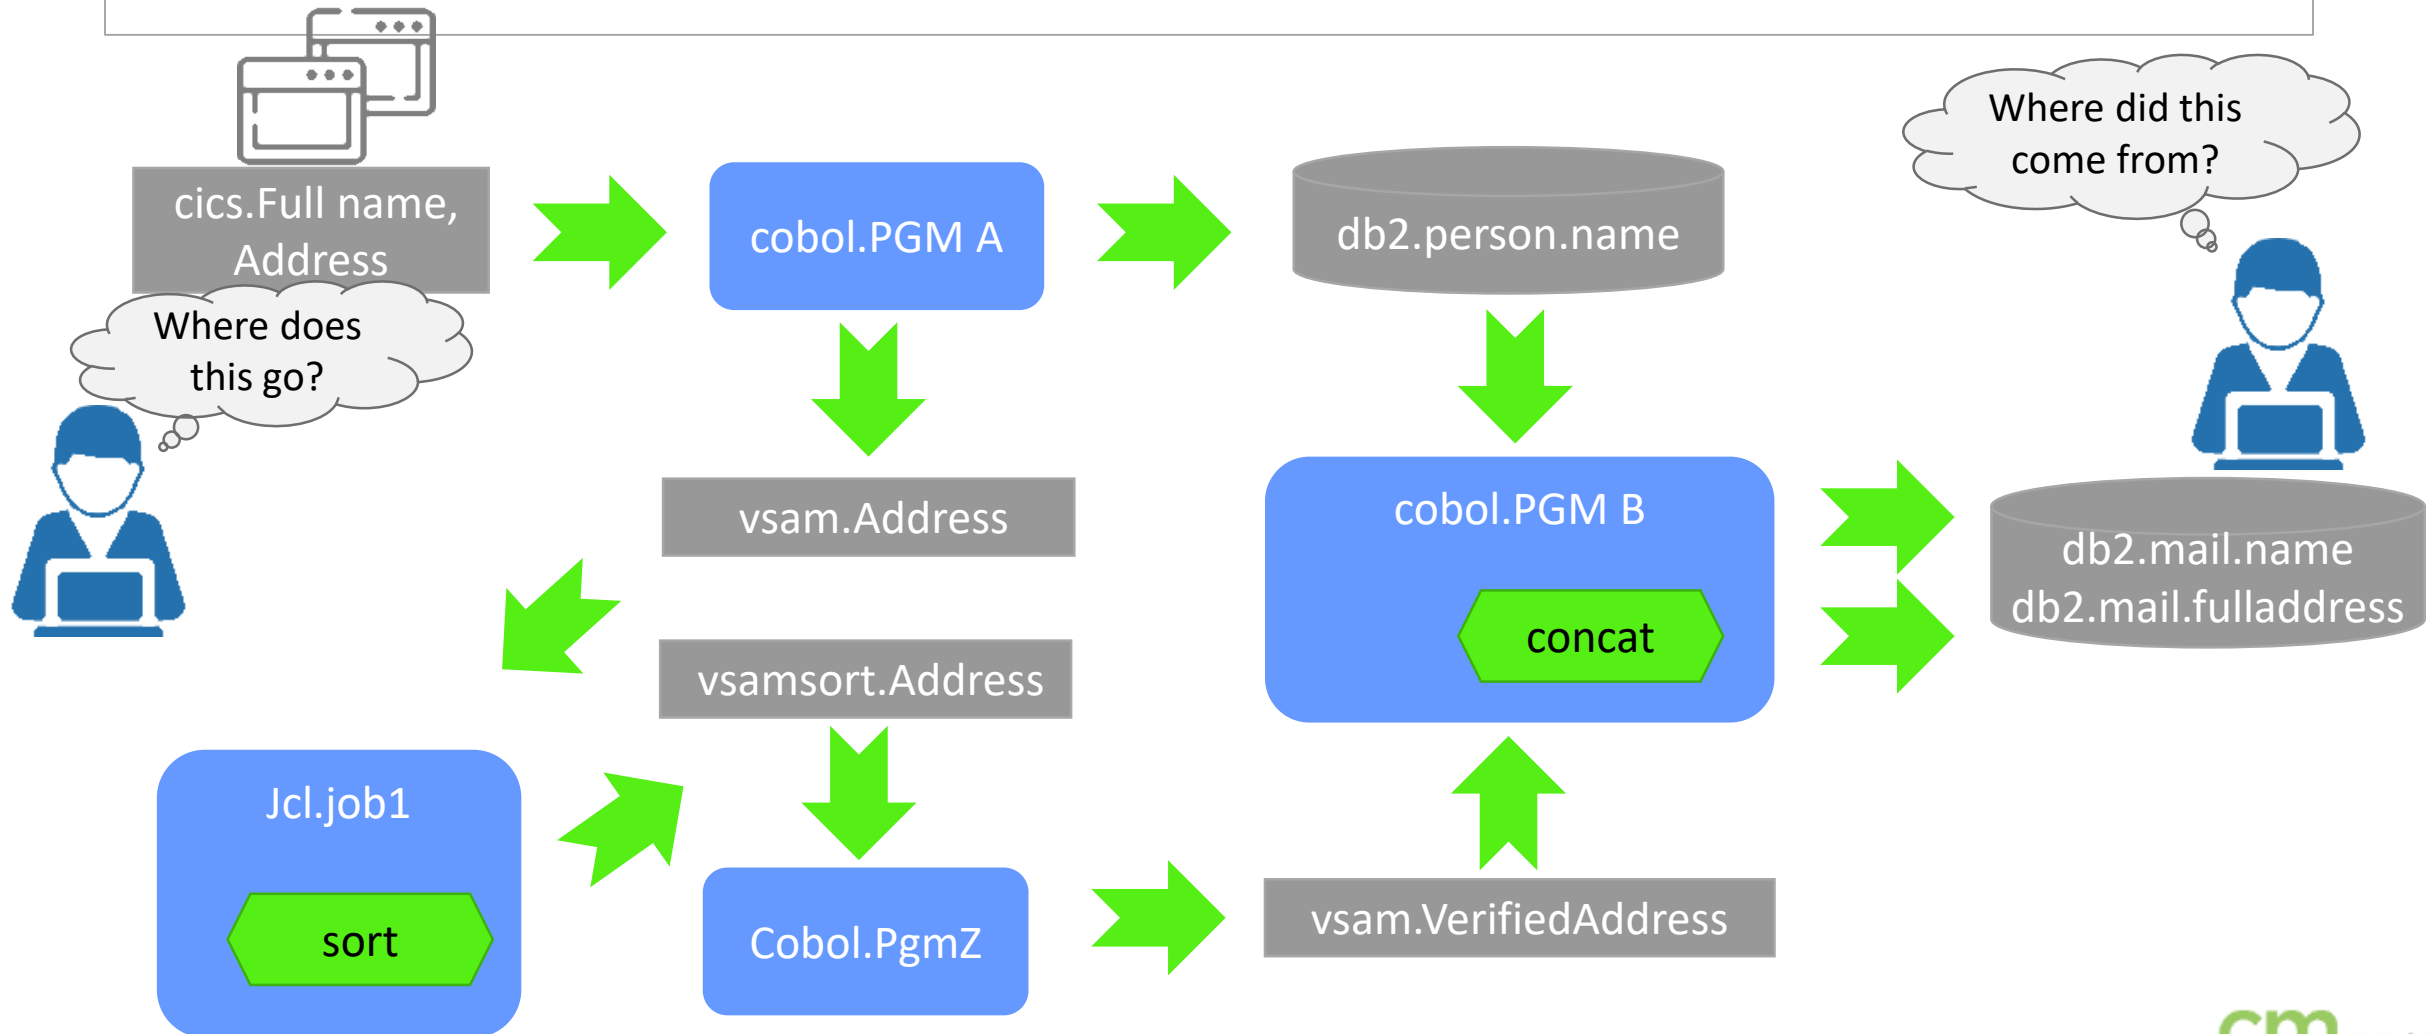 cics.Full name,
Address
Where does
this go?
cobol.PGM A
db2.person.name
Where did this
come from?
vsam.Address
cobol.PGM B
concat
db2.mail.name
db2.mail.fulladdress
vsamsort.Address
Jcl.job1
sort
Cobol.PgmZ
vsam.VerifiedAddress
cm